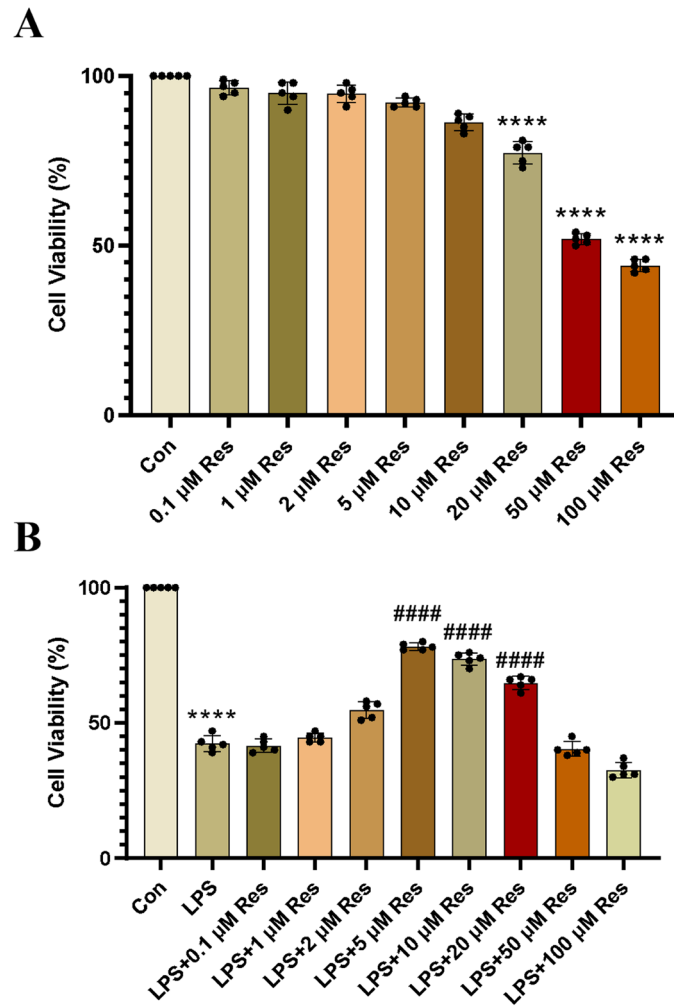 A
Cell Viability (%)
100
50
0
****
****
****
Con
0.1 µM Res
1 µM Res
2 µM Res
5 µM Res
10 µM Res
20 µM Res
50 µM Res
100 µM Res
B
Cell Viability (%)
100
50
0
****
####
####
####
Con
LPS
LPS+0.1 µM Res
LPS+1 µM Res
LPS+2 µM Res
LPS+5 µM Res
LPS+10 µM Res
LPS+20 µM Res
LPS+50 µM Res
LPS+100 µM Res